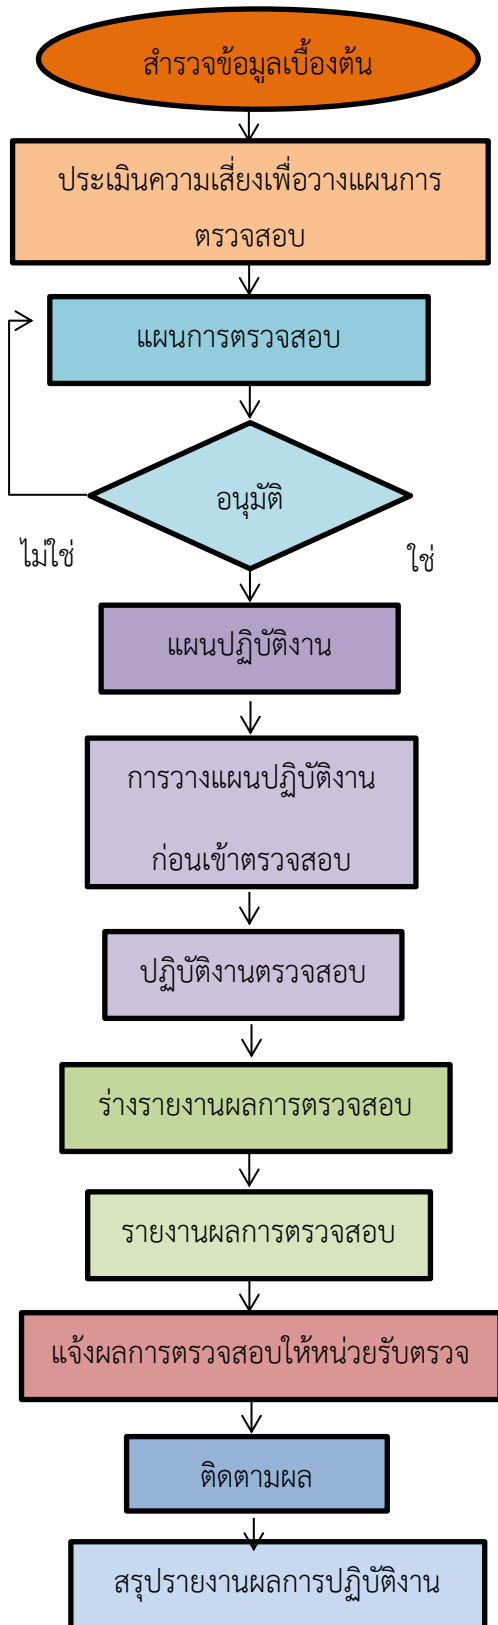 สำรวจข้อมูลเบื้องต้น
ประเมินความเสี่ยงเพื่อวางแผนการ
ตรวจสอบ
แผนการตรวจสอบ
อนุมัติ
ไม่ใช่
ใช่
แผนปฏิบัติงาน
การวางแผนปฏิบัติงาน
ก่อนเข้าตรวจสอบ
ปฏิบัติงานตรวจสอบ
ร่างรายงานผลการตรวจสอบ
รายงานผลการตรวจสอบ
แจ้งผลการตรวจสอบให้หน่วยรับตรวจ
ติดตามผล
สรุปรายงานผลการปฏิบัติงาน